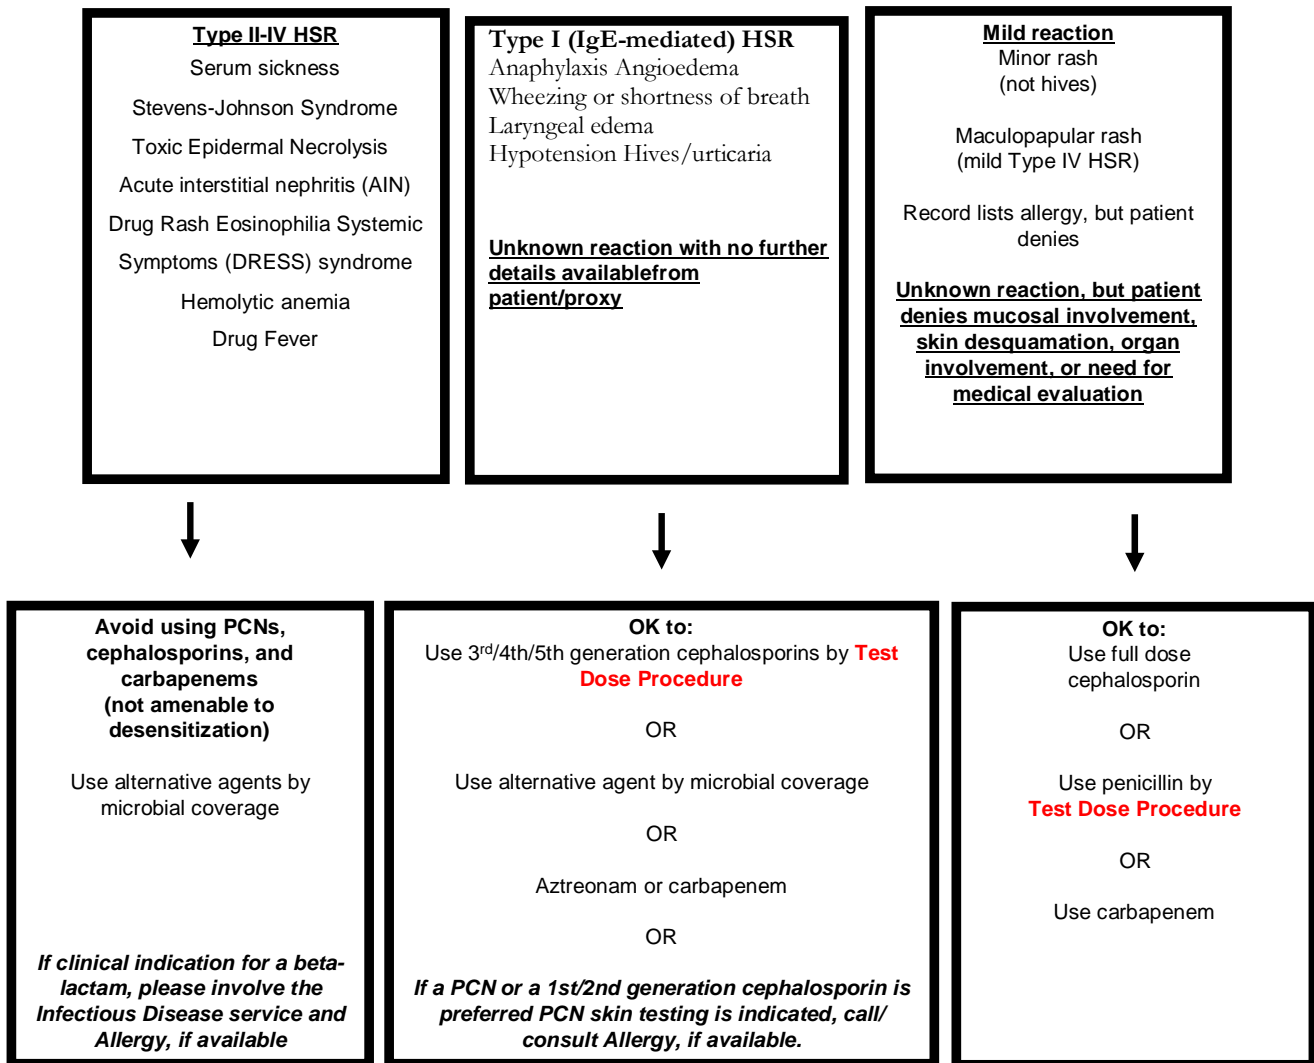 Type II-IV HSR
Serum sickness
Stevens-Johnson Syndrome
Toxic Epidermal Necrolysis
Acute interstitial nephritis (AIN)
Drug Rash Eosinophilia Systemic
Symptoms (DRESS) syndrome
Hemolytic anemia
Drug Fever
Type I (IgE-mediated) HSR
Anaphylaxis Angioedema
Wheezing or shortness of breath
Laryngeal edema
Hypotension Hives/urticaria
Unknown reaction with no further
details availablefrom
patient/proxy
Mild reaction
Minor rash
(not hives)
Maculopapular rash
(mild Type IV HSR)
Record lists allergy, but patient
denies
Unknown reaction, but patient
denies mucosal involvement,
skin desquamation, organ
involvement, or need for
medical evaluation
Avoid using PCNs,
cephalosporins, and
carbapenems
(not amenable to
desensitization)
Use alternative agents by
microbial coverage
If clinical indication for a beta-
lactam, please involve the
Infectious Disease service and
Allergy, if available
OK to:
Use 3rd/4th/5th generation cephalosporins by Test
Dose Procedure
OR
Use alternative agent by microbial coverage
OR
Aztreonam or carbapenem
OR
If a PCN or a 1st/2nd generation cephalosporin is
preferred PCN skin testing is indicated, call/
consult Allergy, if available.
OK to:
Use full dose
cephalosporin
OR
Use penicillin by
Test Dose Procedure
OR
Use carbapenem